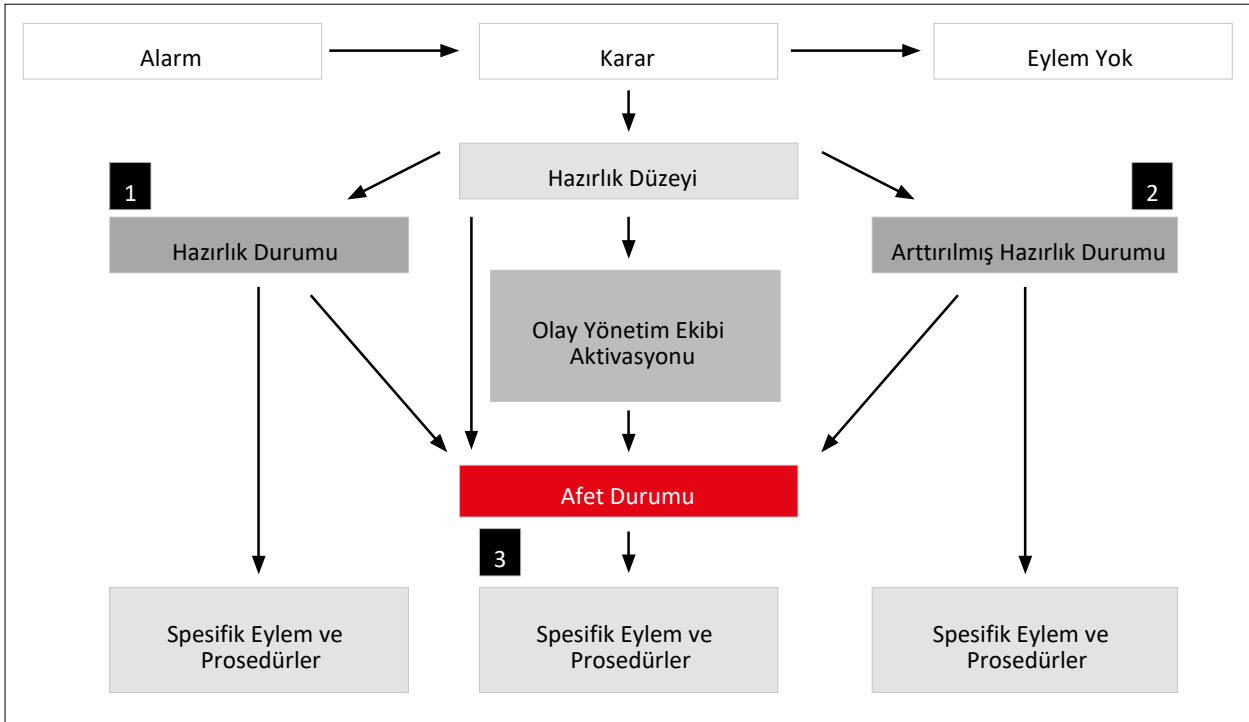 Alarm
Karar
Eylem Yok
Hazırlık Düzeyi
1
2
Hazırlık Durumu
Arttırılmış Hazırlık Durumu
Olay Yönetim Ekibi
Aktivasyonu
Afet Durumu
3
Spesifik Eylem ve
Prosedürler
Spesifik Eylem ve
Prosedürler
Spesifik Eylem ve
Prosedürler